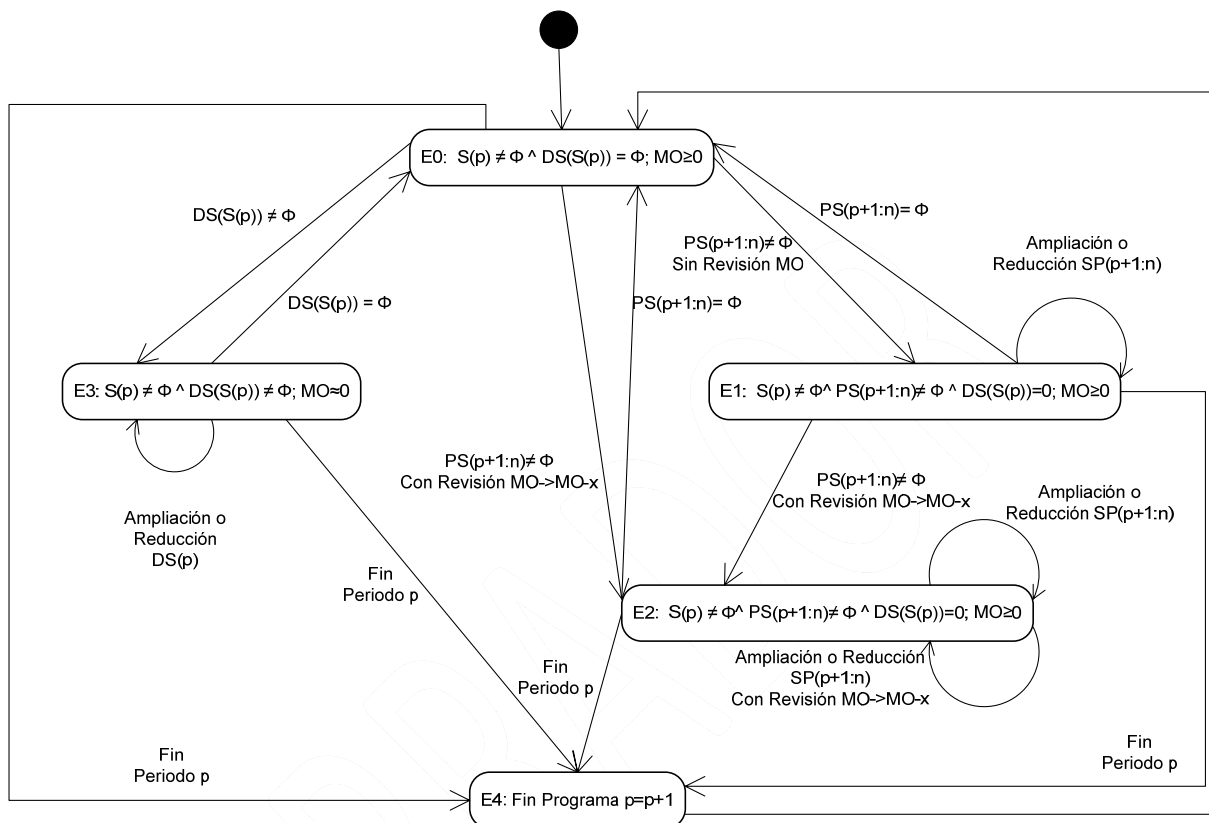 E0: S(p) ≠ Φ ^ DS(S(p)) = Φ; MO≥0
DS(S(p)) ≠ Φ
DS(S(p)) = Φ
PS(p+1:n)≠ Φ
Sin Revisión MO
PS(p+1:n)= Φ
Ampliación o
Reducción SP(p+1:n)
PS(p+1:n)= Φ
E3: S(p) ≠ Φ ^ DS(S(p)) ≠ Φ; MO≈0
E1: S(p) ≠ Φ^ PS(p+1:n)≠ Φ ^ DS(S(p))=0; MO≥0
Ampliación o
Reducción
DS(p)
PS(p+1:n)≠ Φ
Con Revisión MO->MO-x
PS(p+1:n)≠ Φ
Con Revisión MO->MO-x
Ampliación o
Reducción SP(p+1:n)
Fin
Periodo p
E2: S(p) ≠ Φ^ PS(p+1:n)≠ Φ ^ DS(S(p))=0; MO≥0
Fin
Periodo p
Ampliación o Reducción
SP(p+1:n)
Con Revisión MO->MO-x
Fin
Periodo p
Fin
Periodo p
E4: Fin Programa p=p+1